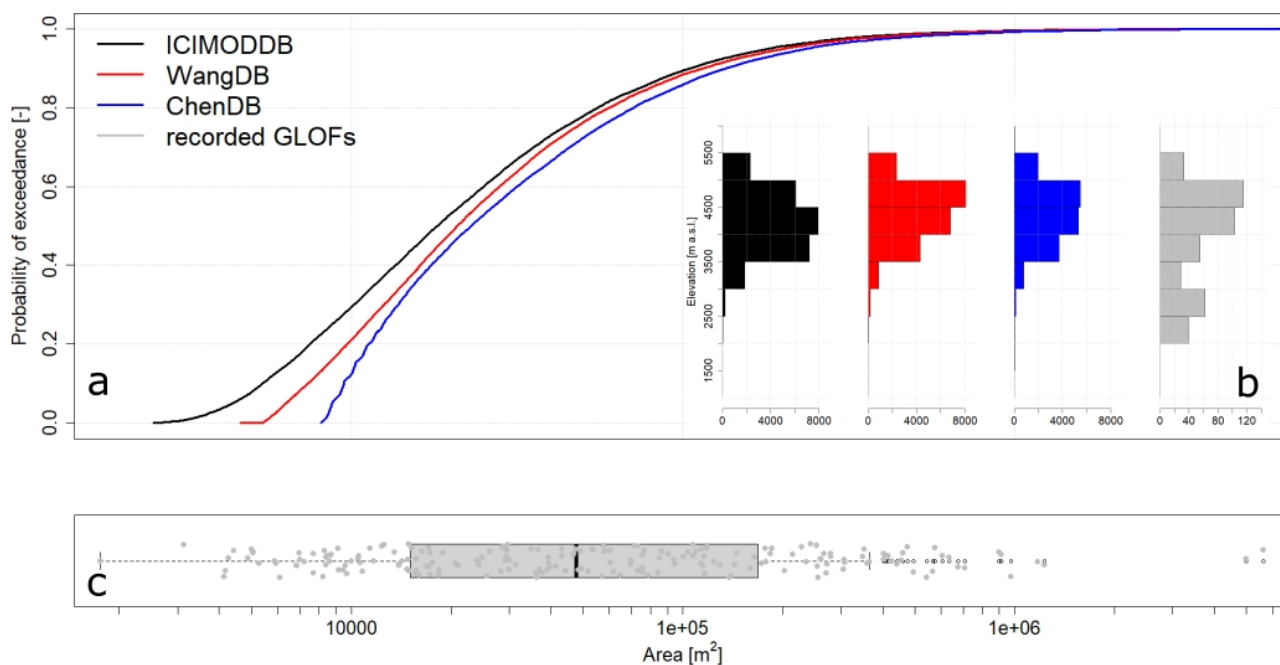 ICIMODDB
WangDB
ChenDB
recorded GLOFs
Probability of exceedance [-]
0.0 0.2 0.4 0.6 0.8 1.0
a
Elevation [m a.s.l.]
1500 2500 3500 4500 5500
0 4000 8000
0 4000 8000
0 4000 8000
0 40 80 120
b
c
10000 1e+05 1e+06
Area [m²]